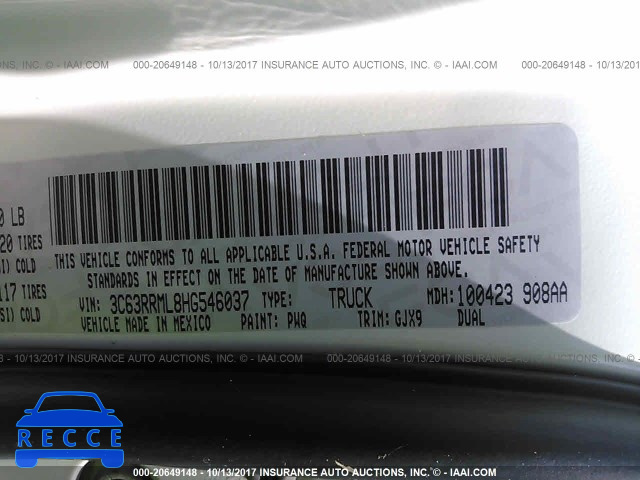 000-20649148 - 10/13/2017 INSURANCE AUTO AUCTIONS, INC. © - IAAI.COM
0 LB
20 TIRES
SI) COLD
117 TIRES
SI) COLD
THIS VEHICLE CONFORMS TO ALL APPLICABLE U.S.A. FEDERAL MOTOR VEHICLE SAFETY
STANDARDS IN EFFECT ON THE DATE OF MANUFACTURE SHOWN ABOVE.
VIN: 3C63RRML8HG546037 TYPE: TRUCK MDH: 100423 908AA
VEHICLE MADE IN MEXICO PAINT: PWQ TRIM: GJX9 DUAL
000-20649148 - 10/13/2017 INSURANCE AUTO AUCTIONS, INC. © - IAAI.COM
RECCE
000-20649148 - 10/13/2017 INSURANCE AUTO AUCTIONS, INC. © - IAAI.COM